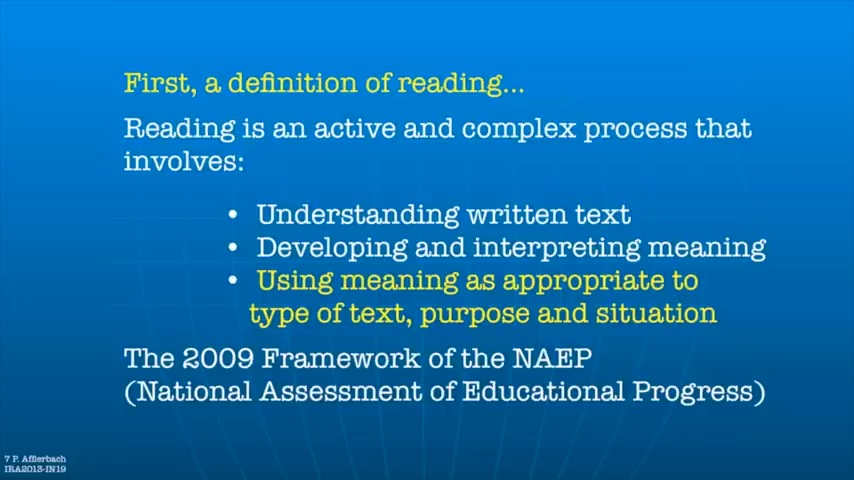 First, a definition of reading...
Reading is an active and complex process that
involves:
• Understanding written text
• Developing and interpreting meaning
• Using meaning as appropriate to
type of text, purpose and situation
The 2009 Framework of the NAEP
(National Assessment of Educational Progress)
7 P. Afflerbach
IRA2013-IN19